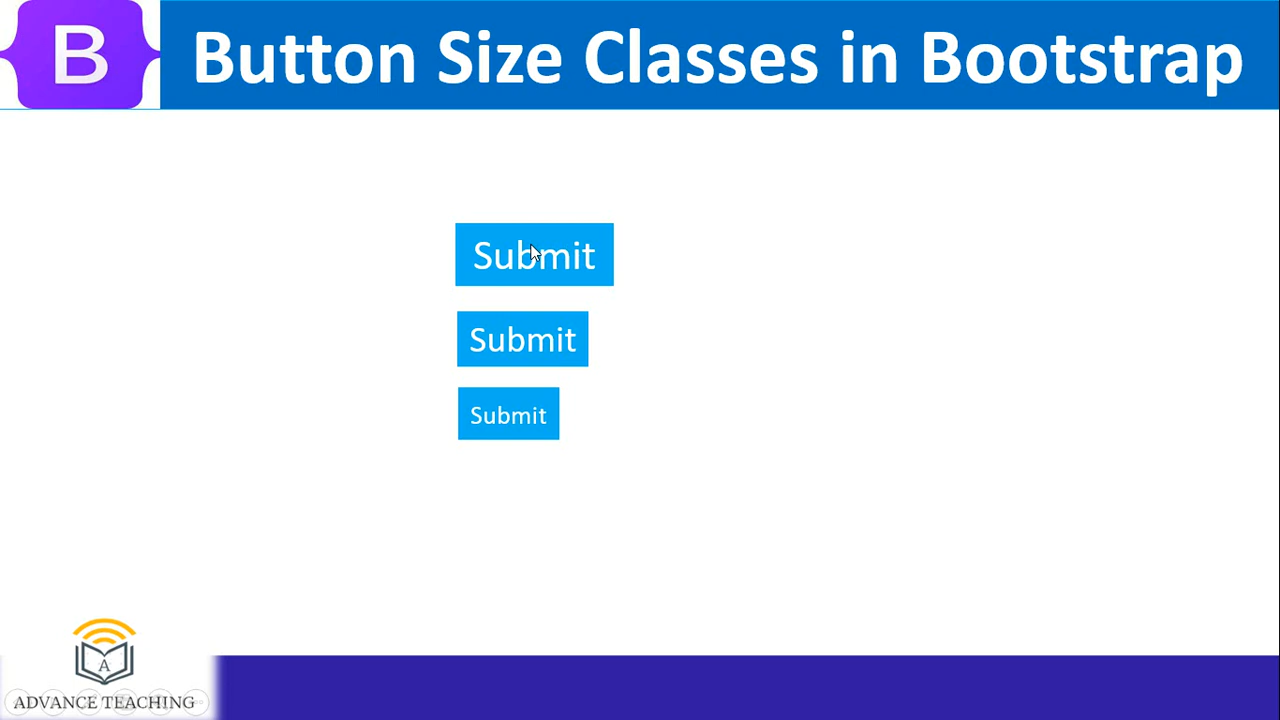 B
Button Size Classes in Bootstrap
Submit
Submit
Submit
A
ADVANCE TEACHING